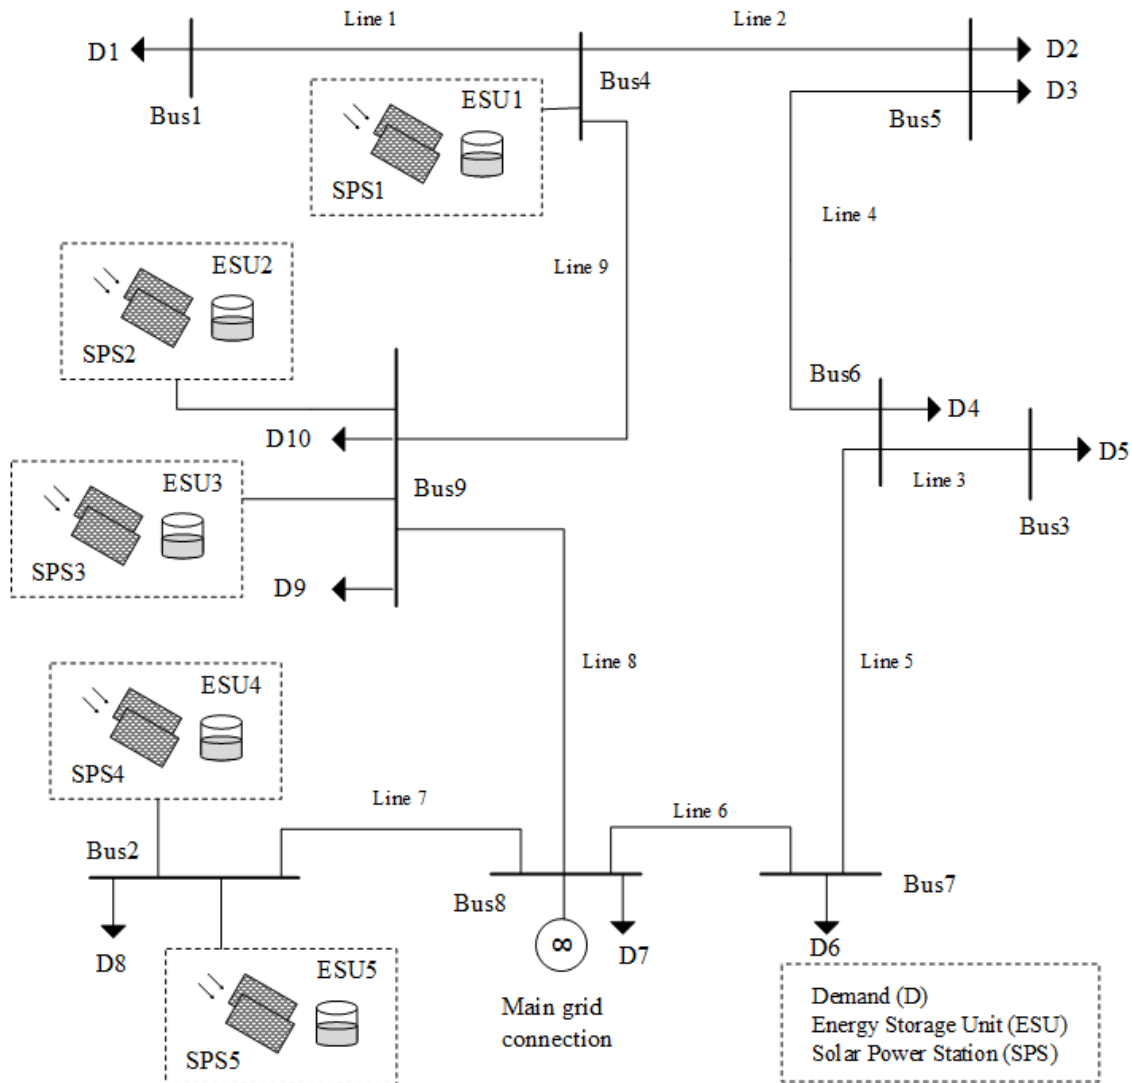 Line 1
Line 2
D1
D2
Bus4
ESU1
D3
Bus1
Bus5
SPS1
Line 4
ESU2
Line 9
SPS2
Bus6
D4
D10
D5
ESU3
Bus9
Line 3
Bus3
SPS3
D9
Line 8
Line 5
ESU4
SPS4
Line 7
Line 6
Bus2
Bus8
Bus7
∞
D8
D7
D6
ESU5
Main grid
connection
SPS5
Demand (D)
Energy Storage Unit (ESU)
Solar Power Station (SPS)